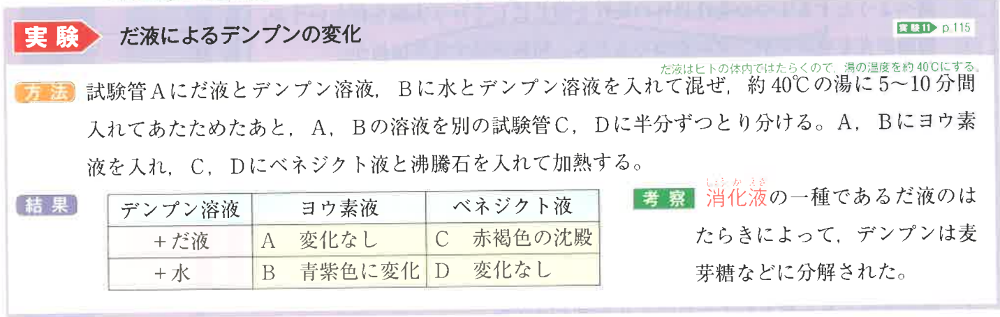 実験 だ液によるデンプンの変化 実験11 p.115
だ液はヒトの体内ではたらくので，湯の温度を約40℃にする。
方法 試験管Aにだ液とデンプン溶液，Bに水とデンプン溶液を入れて混ぜ，約40℃の湯に5〜10分間
入れてあたためたあと，A，Bの溶液を別の試験管C，Dに半分ずつとり分ける。A，Bにヨウ素
液を入れ，C，Dにベネジクト液と沸騰石を入れて加熱する。
結果
デンプン溶液 ヨウ素液 ベネジクト液
+だ液 A 変化なし C 赤褐色の沈殿
+水 B 青紫色に変化 D 変化なし
しょうかえき
考察 消化液の一種であるだ液のは
たらきによって，デンプンは麦
芽糖などに分解された。